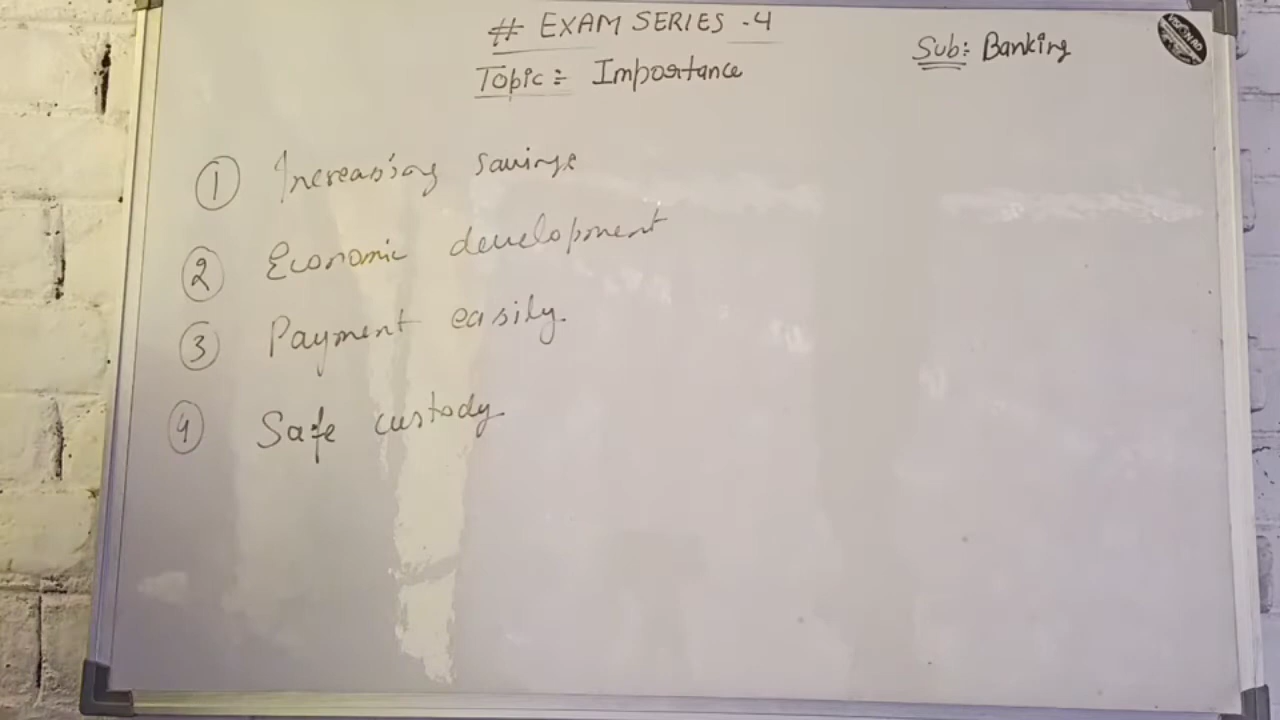 # EXAM SERIES - 4
Sub:- Banking
Topic :- Importance
① Increasing savings
② Economic development
③ Payment easily.
④ Safe custody.